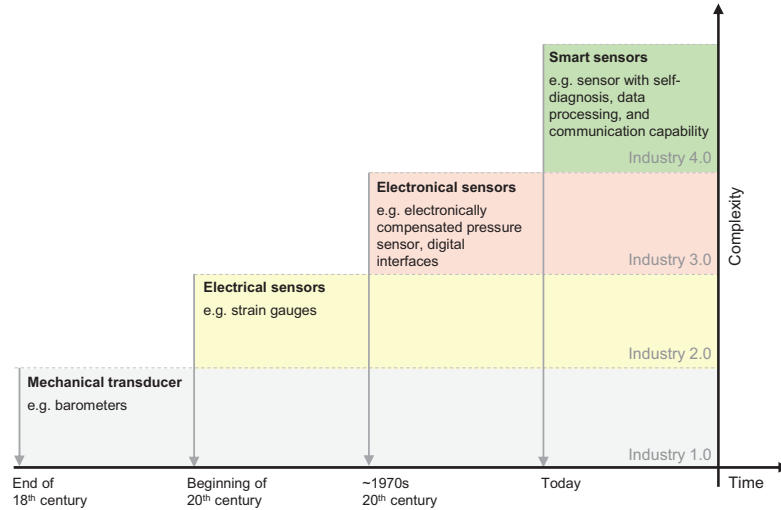 Smart sensors
e.g. sensor with self-
diagnosis, data
processing, and
communication capability
Industry 4.0
Electronical sensors
e.g. electronically
compensated pressure
sensor, digital
interfaces
Industry 3.0
Complexity
Electrical sensors
e.g. strain gauges
Industry 2.0
Mechanical transducer
e.g. barometers
Industry 1.0
End of
18th century
Beginning of
20th century
~1970s
20th century
Today
Time